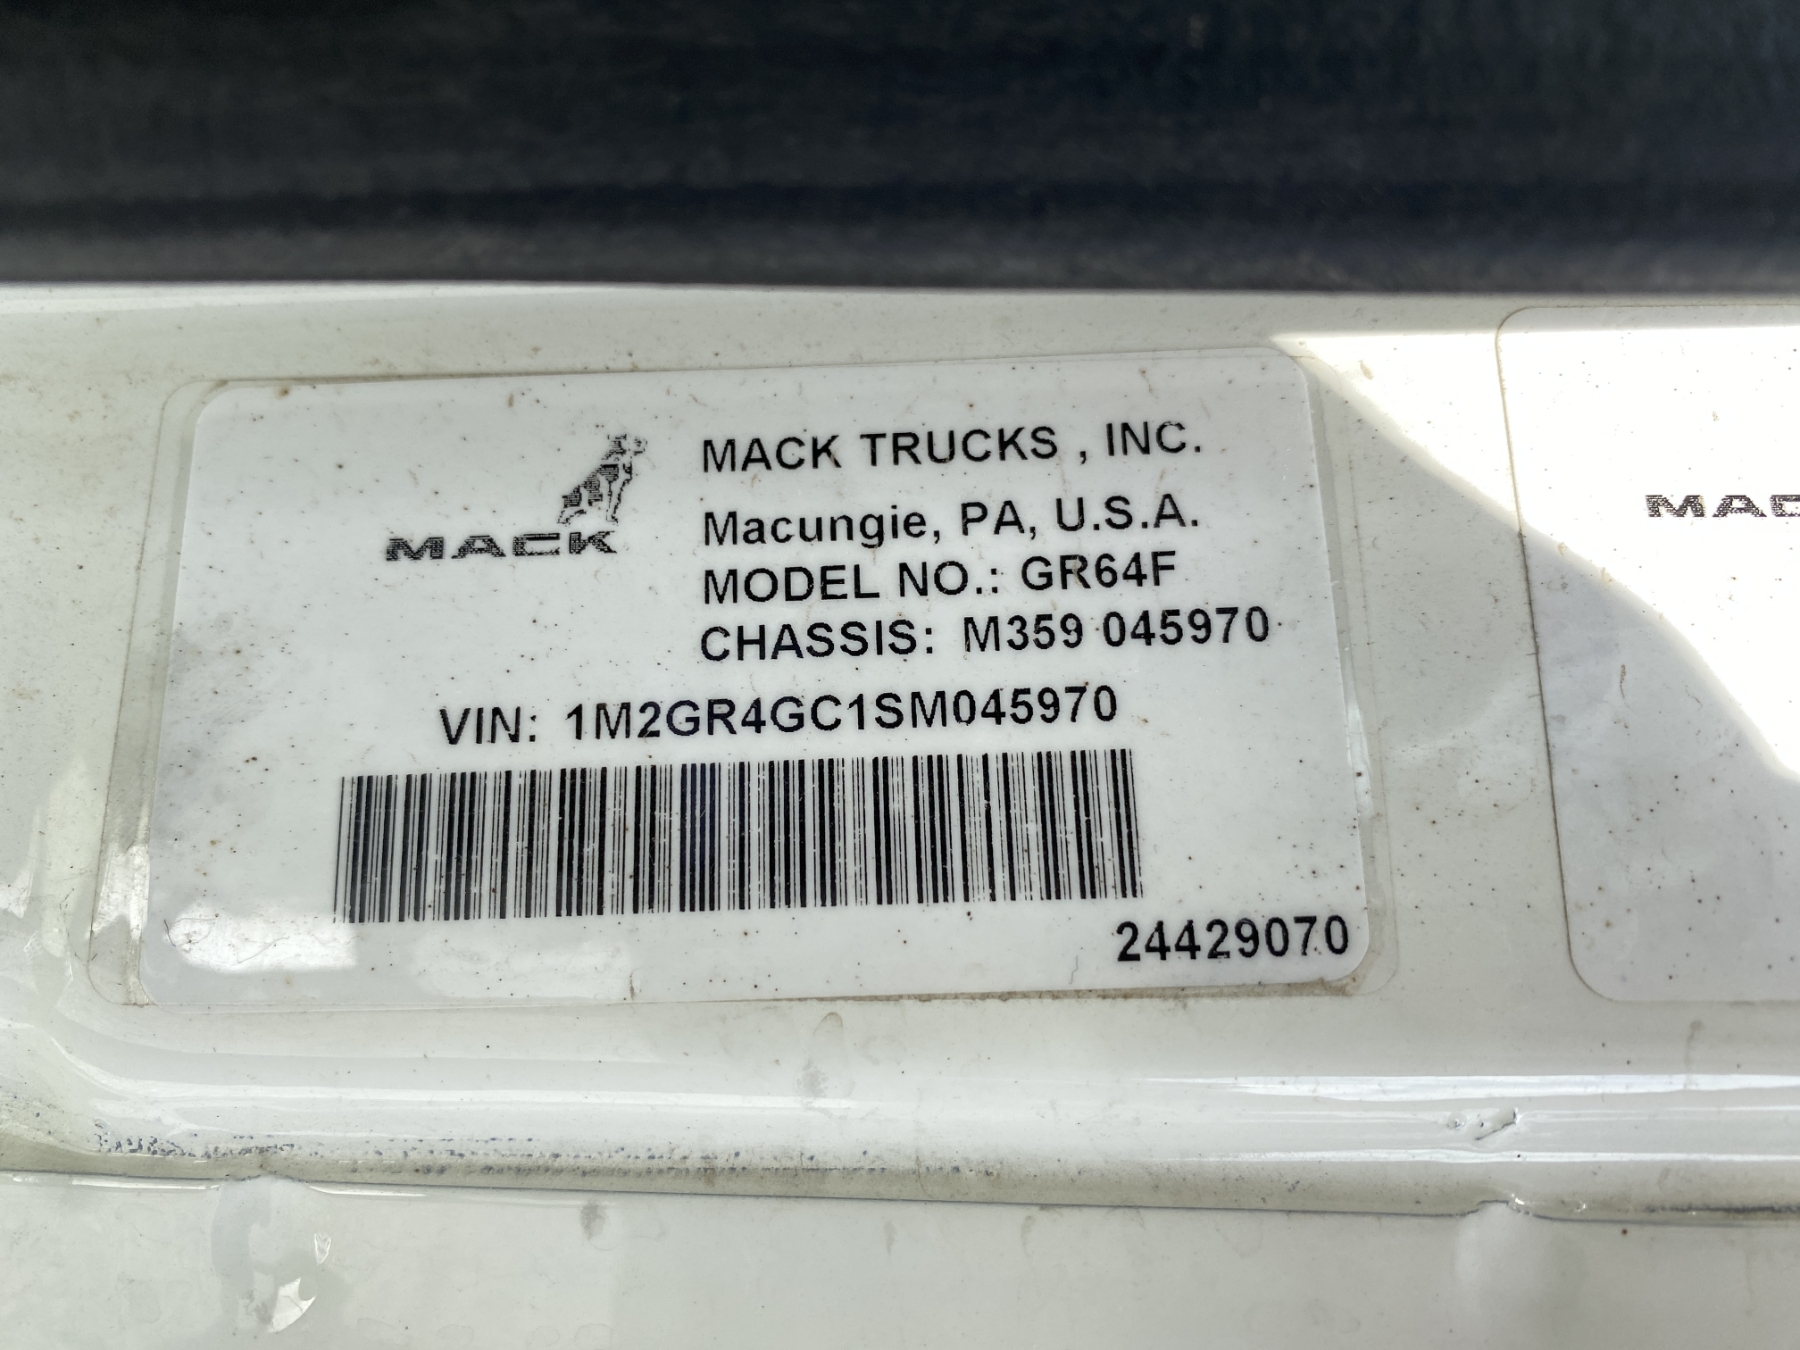 MACK
MACK TRUCKS , INC.
Macungie, PA, U.S.A.
MODEL NO.: GR64F
CHASSIS: M359 045970
VIN: 1M2GR4GC1SM045970
24429070